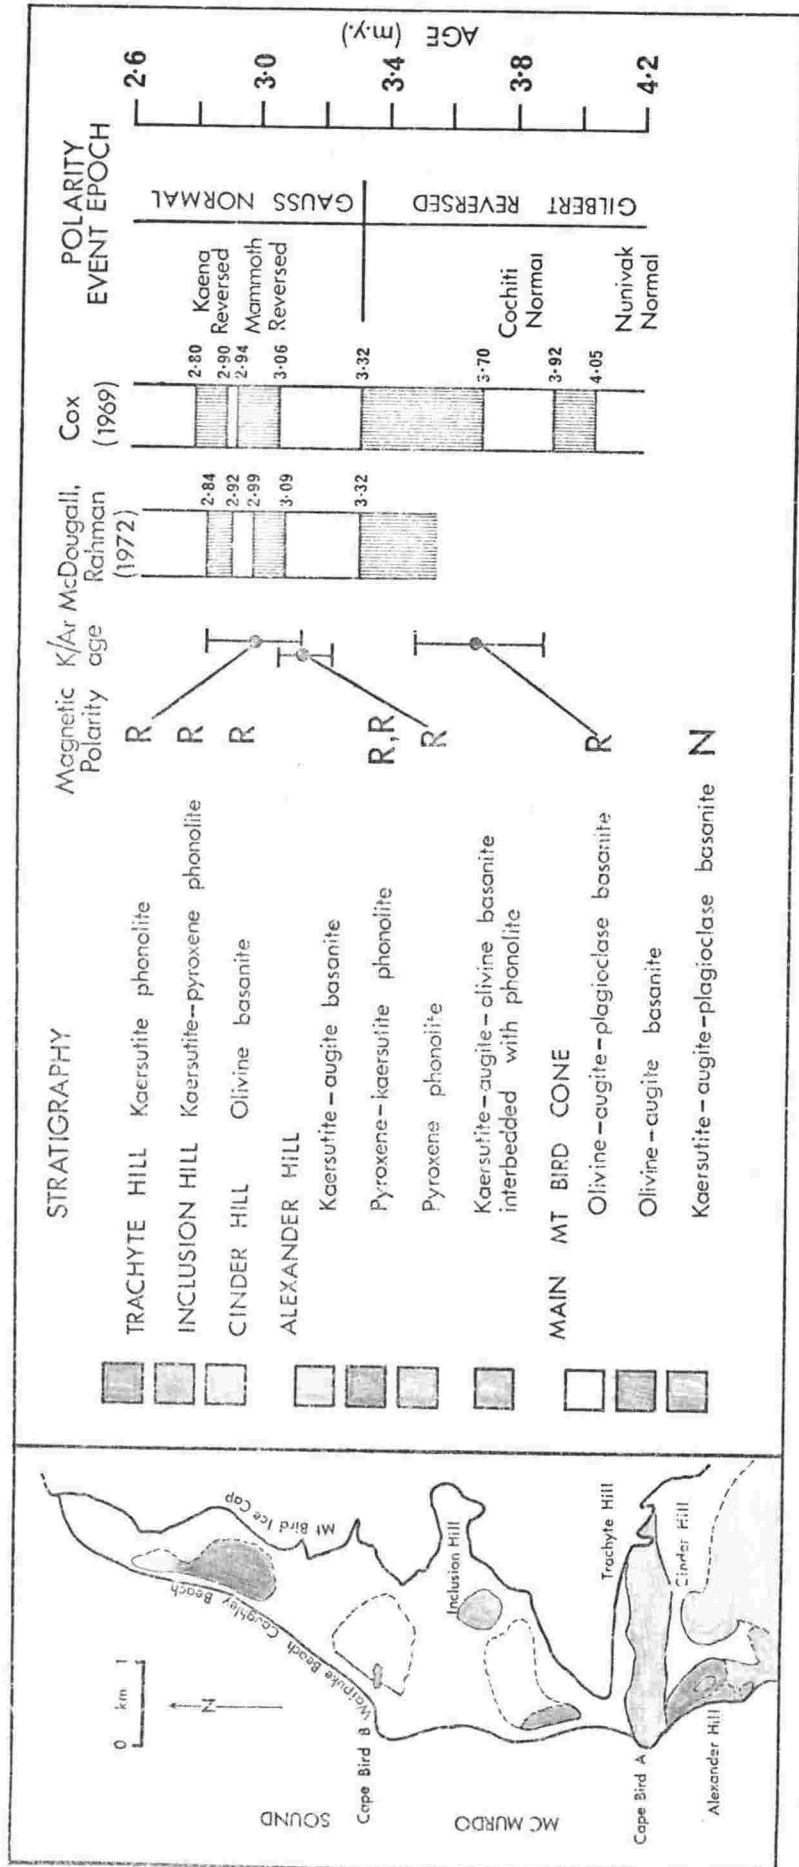 0 km 1
N
SOUND
MC MURDO
Mt Bird Ice Cap
Caughley Beach
Waipuke Beach
Cape Bird B
Inclusion Hill
Cape Bird A
Trachyte Hill
Cinder Hill
Alexander Hill
STRATIGRAPHY
TRACHYTE HILL Kaersutite phonolite
INCLUSION HILL Kaersutite-pyroxene phonolite
CINDER HILL Olivine basanite
ALEXANDER HILL
Kaersutite-augite basanite
Pyroxene-kaersutite phonolite
Pyroxene phonolite
Kaersutite-augite-olivine basanite
interbedded with phonolite
MAIN MT BIRD CONE
Olivine-augite-plagioclase basanite
Olivine-augite basanite
Kaersutite-augite-plagioclase basanite
Magnetic
Polarity
R
R
R
R,R
R
R
N
K/Ar
age
McDougall,
Rahman
(1972)
2·84
2·92
2·99
3·09
3·32
Cox
(1969)
2·80
2·90
2·94
3·06
3·32
3·70
3·92
4·05
POLARITY
EVENT EPOCH
Kaena
Reversed
Mammoth
Reversed
Cochiti
Normal
Nunivak
Normal
GAUSS NORMAL
GILBERT REVERSED
2·6
3·0
3·4
3·8
4·2
AGE (m.y.)